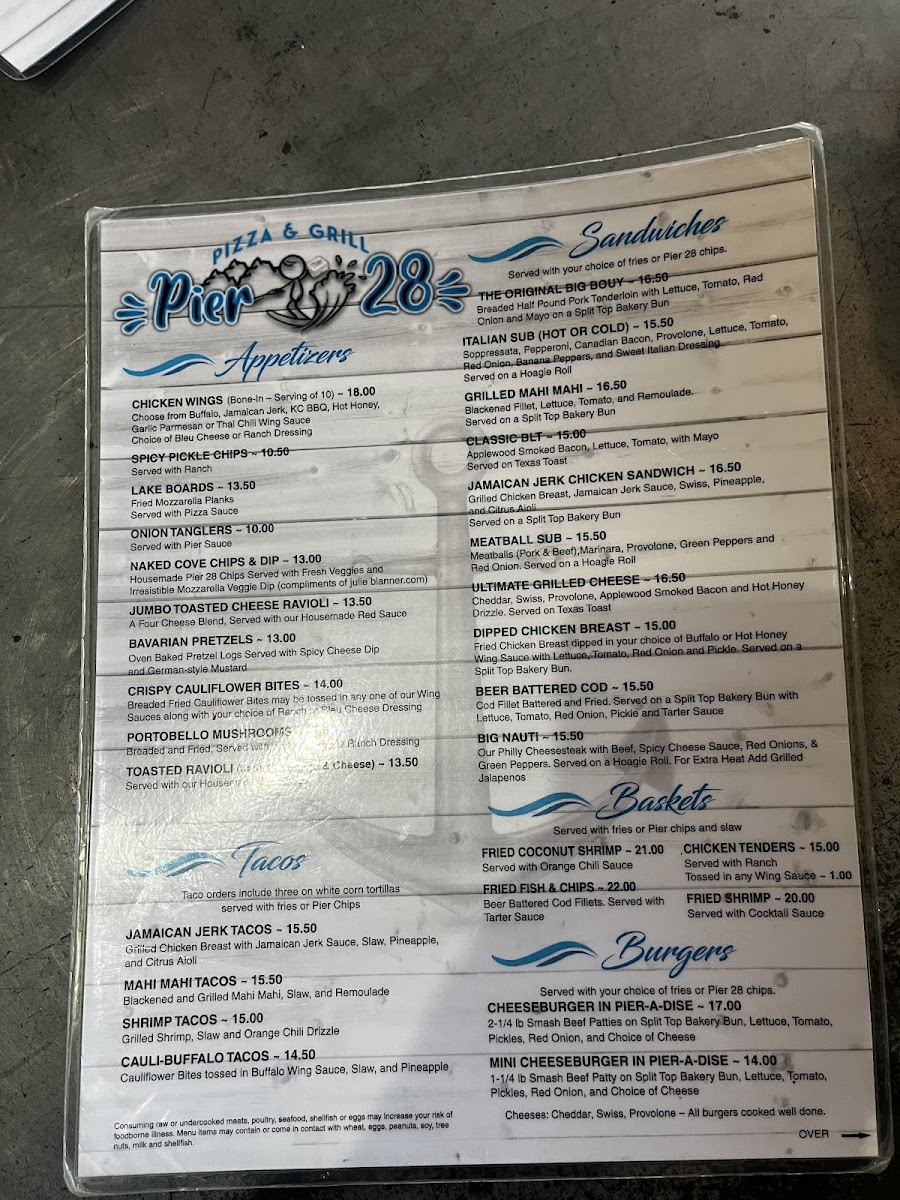 PIZZA & GRILL
Pier 28
Appetizers
CHICKEN WINGS (Bone-In – Serving of 10) ~ 18.00
Choose from Buffalo, Jamaican Jerk, KC BBQ, Hot Honey,
Garlic Parmesan or Thai Chili Wing Sauce
Choice of Bleu Cheese or Ranch Dressing
SPICY PICKLE CHIPS ~ 10.50
Served with Ranch
LAKE BOARDS ~ 13.50
Fried Mozzarella Planks
Served with Pizza Sauce
ONION TANGLERS ~ 10.00
Served with Pier Sauce
NAKED COVE CHIPS & DIP ~ 13.00
Housemade Pier 28 Chips Served with Fresh Veggies and
Irresistible Mozzarella Veggie Dip (compliments of julie blanner.com)
JUMBO TOASTED CHEESE RAVIOLI ~ 13.50
A Four Cheese Blend, Served with our Housemade Red Sauce
BAVARIAN PRETZELS ~ 13.00
Oven Baked Pretzel Logs Served with Spicy Cheese Dip
and German-style Mustard
CRISPY CAULIFLOWER BITES ~ 14.00
Breaded Fried Cauliflower Bites may be tossed in any one of our Wing
Sauces along with your choice of Ranch or Bleu Cheese Dressing
PORTOBELLO MUSHROOMS
Breaded and Fried, Served with Ranch Dressing
TOASTED RAVIOLI & Cheese) ~ 13.50
Served with our
Tacos
Taco orders include three on white corn tortillas
served with fries or Pier Chips
JAMAICAN JERK TACOS ~ 15.50
Grilled Chicken Breast with Jamaican Jerk Sauce, Slaw, Pineapple,
and Citrus Aioli
MAHI MAHI TACOS ~ 15.50
Blackened and Grilled Mahi Mahi, Slaw, and Remoulade
SHRIMP TACOS ~ 15.00
Grilled Shrimp, Slaw and Orange Chili Drizzle
CAULI-BUFFALO TACOS ~ 14.50
Cauliflower Bites tossed in Buffalo Wing Sauce, Slaw, and Pineapple
Consuming raw or undercooked meats, poultry, seafood, shellfish or eggs may increase your risk of
foodborne illness. Menu items may contain or come in contact with wheat, eggs, peanuts, soy, tree
nuts, milk and shellfish.
Sandwiches
Served with your choice of fries or Pier 28 chips.
THE ORIGINAL BIG BOUY ~ 16.50
Breaded Half Pound Pork Tenderloin with Lettuce, Tomato, Red
Onion and Mayo on a Split Top Bakery Bun
ITALIAN SUB (HOT OR COLD) ~ 15.50
Soppressata, Pepperoni, Canadian Bacon, Provolone, Lettuce, Tomato,
Red Onion, Banana Peppers, and Sweet Italian Dressing
Served on a Hoagie Roll
GRILLED MAHI MAHI ~ 16.50
Blackened Fillet, Lettuce, Tomato, and Remoulade.
Served on a Split Top Bakery Bun
CLASSIC BLT ~ 15.00
Applewood Smoked Bacon, Lettuce, Tomato, with Mayo
Served on Texas Toast
JAMAICAN JERK CHICKEN SANDWICH ~ 16.50
Grilled Chicken Breast, Jamaican Jerk Sauce, Swiss, Pineapple,
and Citrus Aioli
Served on a Split Top Bakery Bun
MEATBALL SUB ~ 15.50
Meatballs (Pork & Beef),Marinara, Provolone, Green Peppers and
Red Onion. Served on a Hoagie Roll
ULTIMATE GRILLED CHEESE ~ 16.50
Cheddar, Swiss, Provolone, Applewood Smoked Bacon and Hot Honey
Drizzle. Served on Texas Toast
DIPPED CHICKEN BREAST ~ 15.00
Fried Chicken Breast dipped in your choice of Buffalo or Hot Honey
Wing Sauce with Lettuce, Tomato, Red Onion and Pickle. Served on a
Split Top Bakery Bun.
BEER BATTERED COD ~ 15.50
Cod Fillet Battered and Fried. Served on a Split Top Bakery Bun with
Lettuce, Tomato, Red Onion, Pickle and Tarter Sauce
BIG NAUTI ~ 15.50
Our Philly Cheesesteak with Beef, Spicy Cheese Sauce, Red Onions, &
Green Peppers. Served on a Hoagie Roll. For Extra Heat Add Grilled
Jalapenos
Baskets
Served with fries or Pier chips and slaw
FRIED COCONUT SHRIMP ~ 21.00
Served with Orange Chili Sauce
FRIED FISH & CHIPS ~ 22.00
Beer Battered Cod Fillets. Served with
Tarter Sauce
CHICKEN TENDERS ~ 15.00
Served with Ranch
Tossed in any Wing Sauce ~ 1.00
FRIED SHRIMP ~ 20.00
Served with Cocktail Sauce
Burgers
Served with your choice of fries or Pier 28 chips.
CHEESEBURGER IN PIER-A-DISE ~ 17.00
2-1/4 lb Smash Beef Patties on Split Top Bakery Bun, Lettuce, Tomato,
Pickles, Red Onion, and Choice of Cheese
MINI CHEESEBURGER IN PIER-A-DISE ~ 14.00
1-1/4 lb Smash Beef Patty on Split Top Bakery Bun, Lettuce, Tomato,
Pickles, Red Onion, and Choice of Cheese
Cheeses: Cheddar, Swiss, Provolone – All burgers cooked well done.
OVER